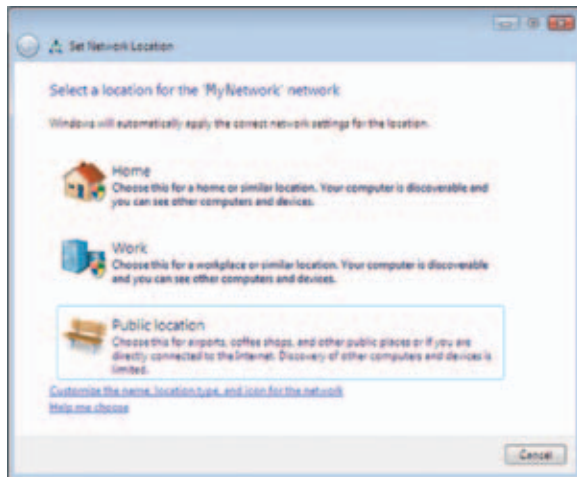 Set Network Location
Select a location for the 'MyNetwork' network
Windows will automatically apply the correct network settings for the location.
Home
Choose this for a home or similar location. Your computer is discoverable and
you can see other computers and devices.
Work
Choose this for a workplace or similar location. Your computer is discoverable
and you can see other computers and devices.
Public location
Choose this for airports, coffee shops, and other public places or if you are
directly connected to the Internet. Discovery of other computers and devices is
limited.
Customize the name, location type, and icon for the network
Help me choose
Cancel